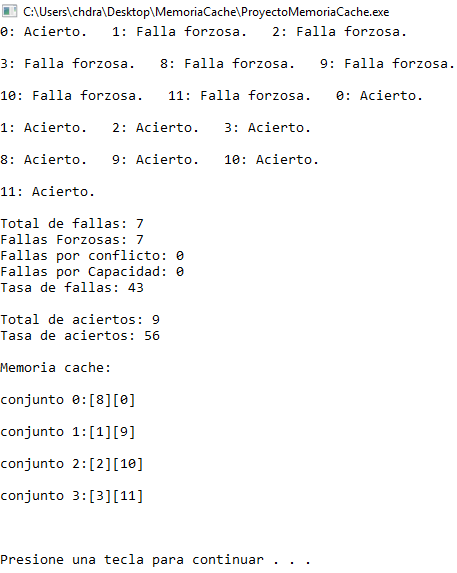 C:\Users\chdra\Desktop\MemoriaCache\ProyectoMemoriaCache.exe
0: Acierto.   1: Falla forzosa.   2: Falla forzosa.
3: Falla forzosa.   8: Falla forzosa.   9: Falla forzosa.
10: Falla forzosa.   11: Falla forzosa.   0: Acierto.
1: Acierto.   2: Acierto.   3: Acierto.
8: Acierto.   9: Acierto.   10: Acierto.
11: Acierto.
Total de fallas: 7
Fallas Forzosas: 7
Fallas por conflicto: 0
Fallas por Capacidad: 0
Tasa de fallas: 43
Total de aciertos: 9
Tasa de aciertos: 56
Memoria cache:
conjunto 0:[8][0]
conjunto 1:[1][9]
conjunto 2:[2][10]
conjunto 3:[3][11]
Presione una tecla para continuar . . .